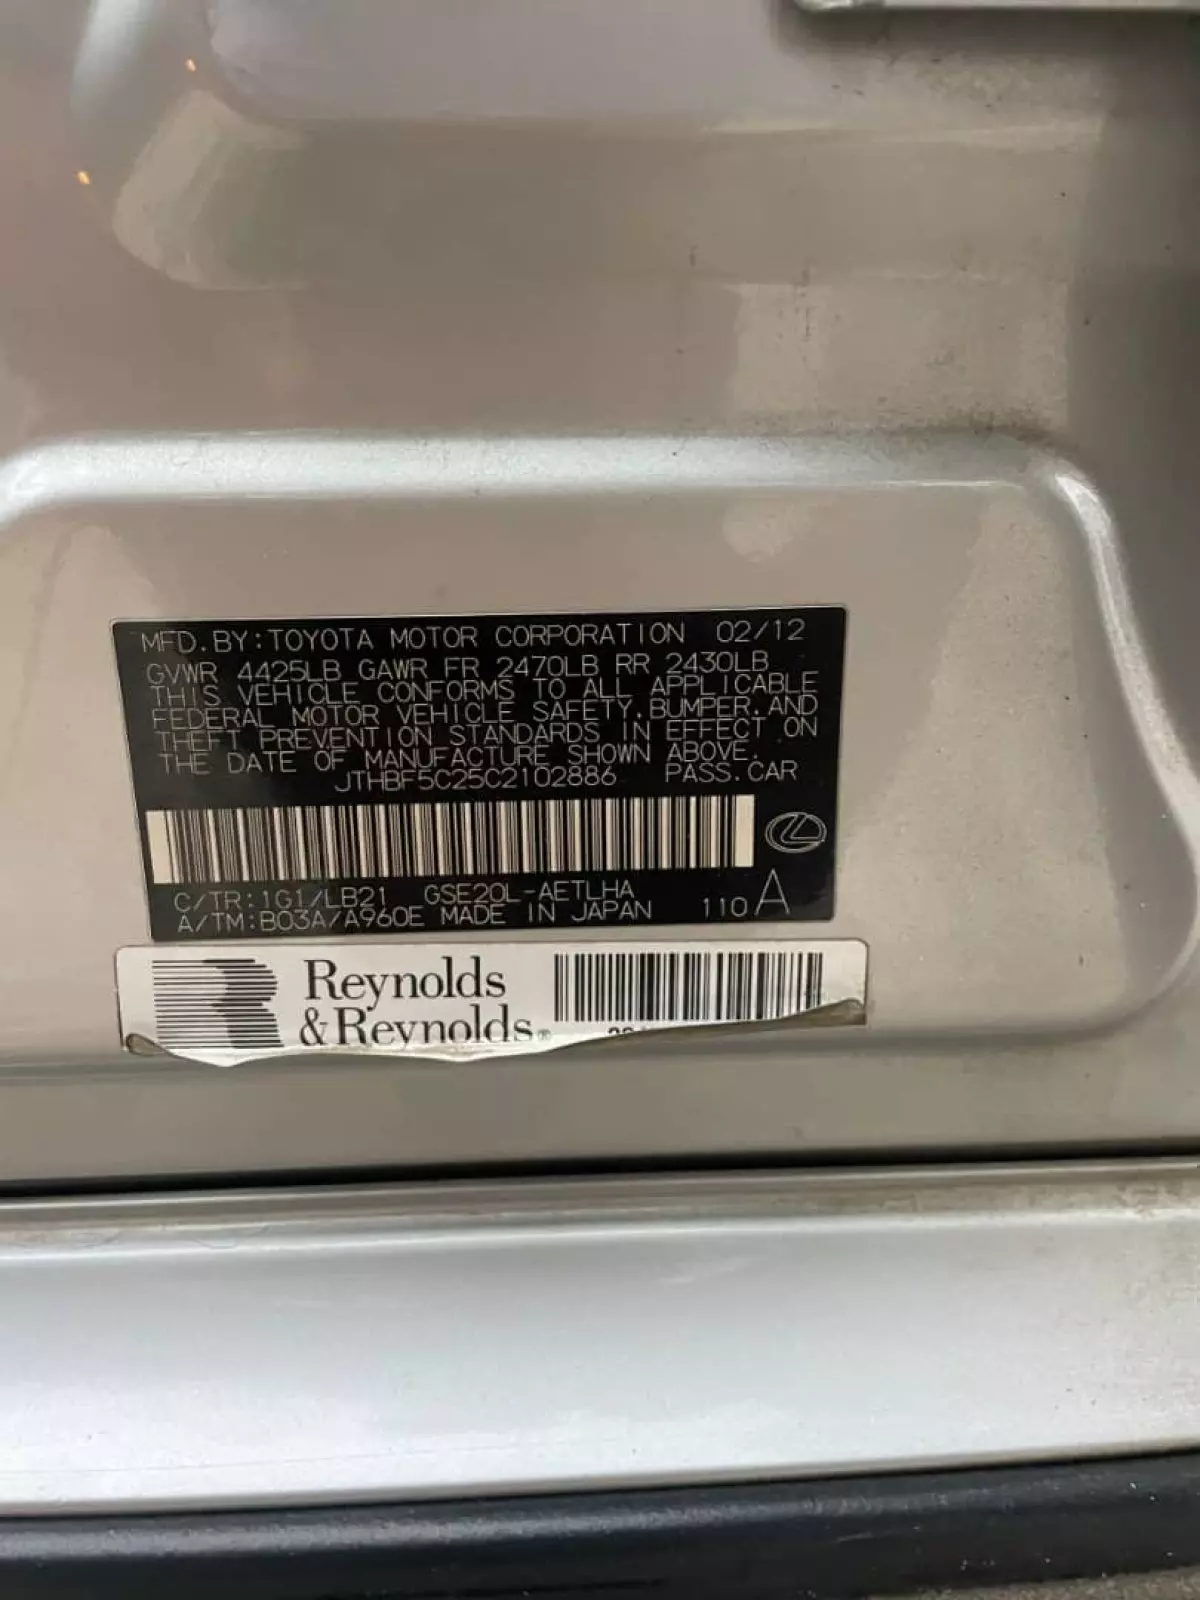 MFD.BY:TOYOTA MOTOR CORPORATION 02/12
GVWR 4425LB GAWR FR 2470LB RR 2430LB
THIS VEHICLE CONFORMS TO ALL APPLICABLE
FEDERAL MOTOR VEHICLE SAFETY,BUMPER,AND
THEFT PREVENTION STANDARDS IN EFFECT ON
THE DATE OF MANUFACTURE SHOWN ABOVE.
JTHBF5C25C2102886 PASS.CAR
C/TR:1G1/LB21 GSE20L-AETLHA
A/TM:B03A/A960E MADE IN JAPAN 110 A
Reynolds
&Reynolds®